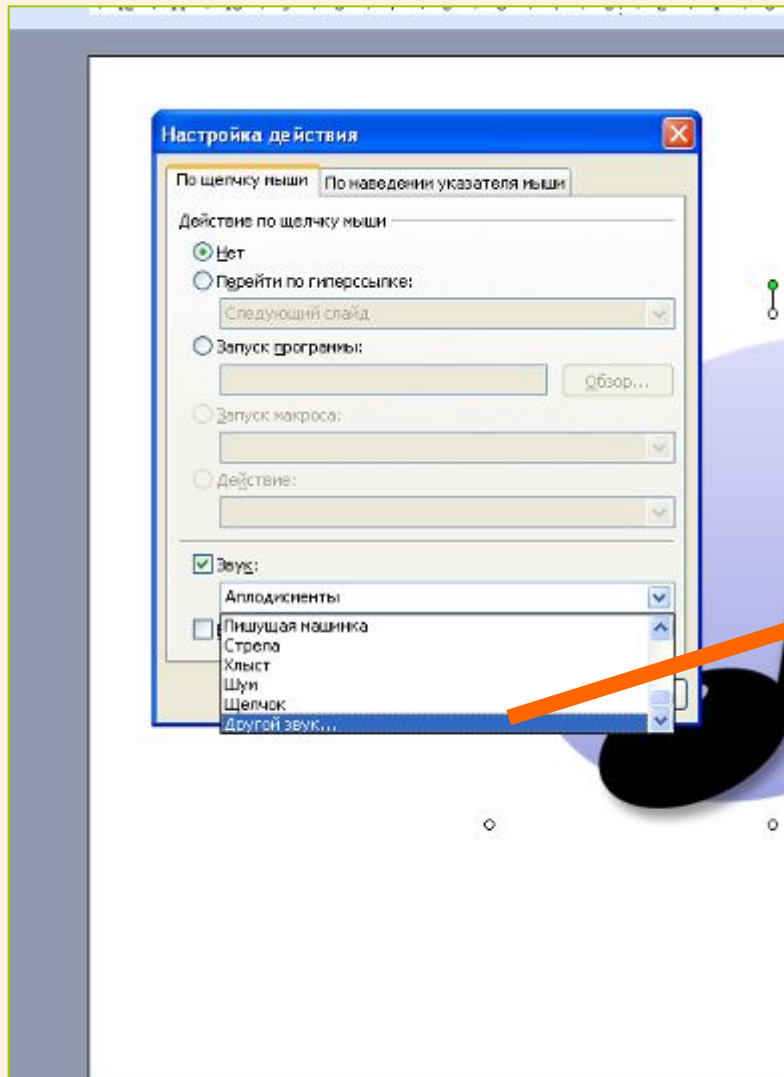 Настройка действия
По щелчку мыши По наведении указателя мыши
Действие по щелчку мыши
Нет
Перейти по гиперссылке:
Следующий слайд
Запуск программы:
Обзор...
Запуск макроса:
Действие:
Звук:
Аплодисменты
Пишущая машинка
Стрела
Хлыст
Шум
Щелчок
Другой звук...